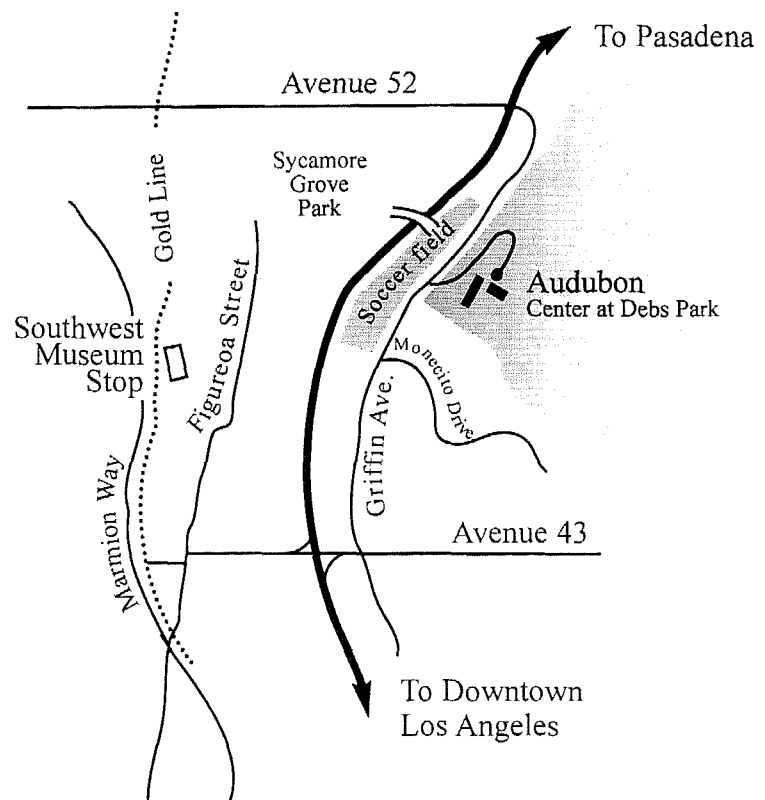 To Pasadena
Avenue 52
Sycamore
Grove
Park
Gold Line
Soccer field
Audubon
Center at Debs Park
Figureoa Street
Southwest
Museum
Stop
Monecito Drive
Griffin Ave.
Marmion Way
Avenue 43
To Downtown
Los Angeles